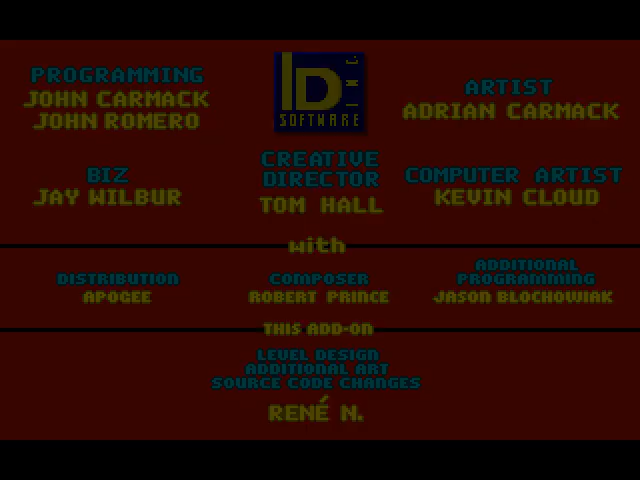 PROGRAMMING
JOHN CARMACK
JOHN ROMERO
ID
SOFTWARE
INC
ARTIST
ADRIAN CARMACK
BIZ
JAY WILBUR
CREATIVE
DIRECTOR
TOM HALL
COMPUTER ARTIST
KEVIN CLOUD
with
DISTRIBUTION
APOGEE
COMPOSER
ROBERT PRINCE
ADDITIONAL
PROGRAMMING
JASON BLOCHOWIAK
THIS ADD-ON
LEVEL DESIGN
ADDITIONAL ART
SOURCE CODE CHANGES
RENÉ N.